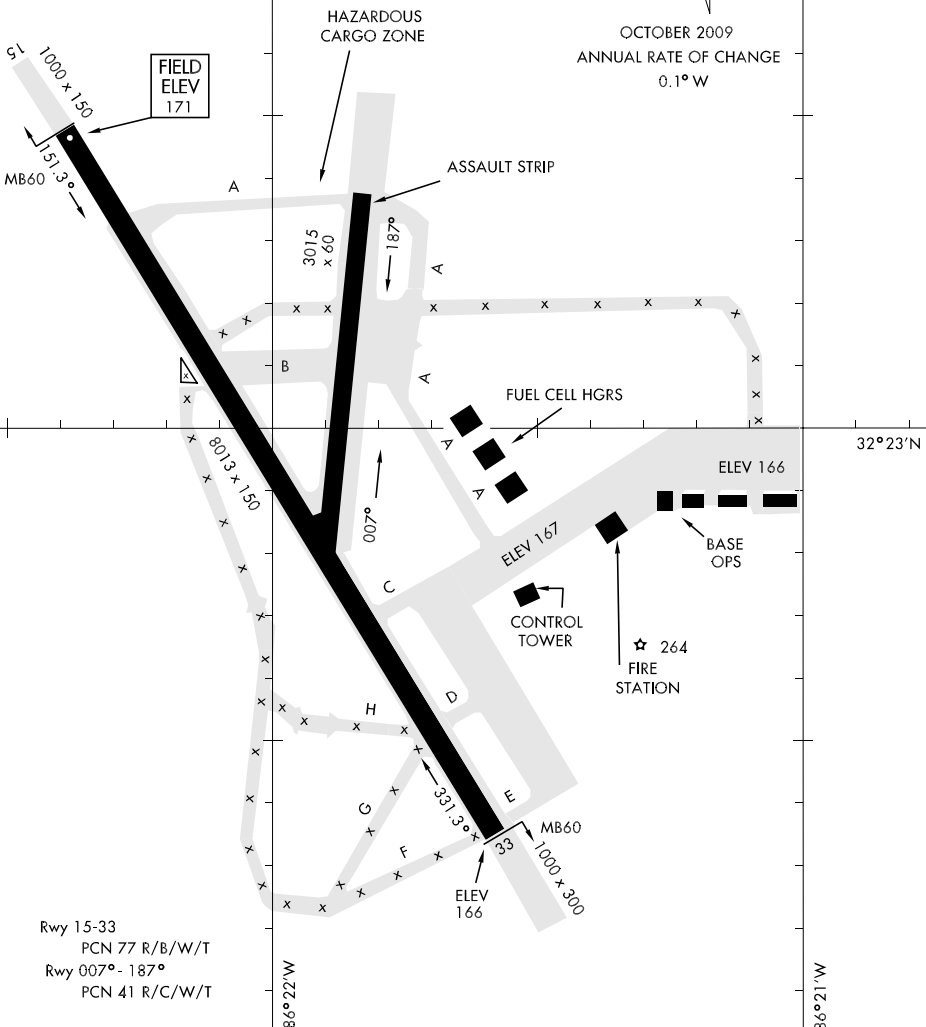 HAZARDOUS
CARGO ZONE
OCTOBER 2009
ANNUAL RATE OF CHANGE
0.1° W
15
1000 x 150
FIELD
ELEV
171
151.3°
MB60
A
ASSAULT STRIP
3015
x 60
187°
A
B
A
FUEL CELL HGRS
A
A
32°23'N
8013 x 150
007°
ELEV 166
ELEV 167
BASE
OPS
C
CONTROL
TOWER
264
FIRE
STATION
D
H
G
331.3°
E
F
33
MB60
1000 x 300
ELEV
166
Rwy 15-33
PCN 77 R/B/W/T
Rwy 007° - 187°
PCN 41 R/C/W/T
86°22'W
86°21'W